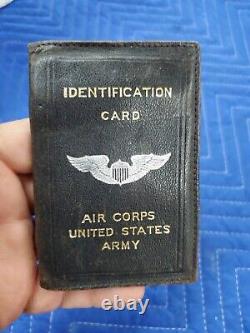 IDENTIFICATION
CARD
AIR CORPS
UNITED STATES
ARMY